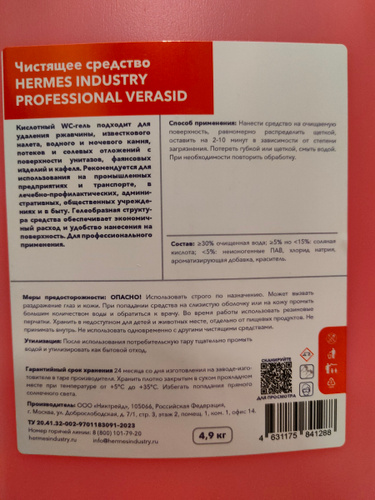 Чистящее средство
HERMES INDUSTRY
PROFESSIONAL VERASID
Кислотный WC-гель подходит для
удаления ржавчины, известкового
налета, водного и мочевого камня,
потеков и солевых отложений с
поверхности унитазов, фаянсовых
изделий и кафеля. Рекомендуется для
использования на промышленных
предприятиях и транспорте, в
лечебно-профилактических, админи-
стративных, общественных учрежде-
ниях и в быту. Гелеобразная структу-
ра средства обеспечивает экономич-
ный расход и удобство нанесения на
поверхность. Для профессионального
применения.
Способ применения: Нанести средство на очищаемую
поверхность, равномерно распределить щеткой,
оставить на 2-10 минут в зависимости от степени
загрязнения. Потереть губкой или щеткой, смыть водой.
При необходимости повторить обработку.
Состав: ≥30% очищенная вода; ≥5% но <15%: соляная
кислота; <5%: неионогенные ПАВ, хлорид натрия,
ароматизирующая добавка, краситель.
Меры предосторожности: ОПАСНО! Использовать строго по назначению. Может вызвать
раздражение глаз и кожи. При попадании средства на слизистую оболочку или на кожу промыть
большим количеством воды и обратиться к врачу. Во время работы использовать резиновые
перчатки. Хранить в недоступном для детей и животных месте, отдельно от пищевых продуктов. Не
принимать внутрь. Не использовать одновременно с другими чистящими средствами.
Утилизация: После использования потребительскую тару тщательно промыть
водой и утилизировать как бытовой отход.
Гарантийный срок хранения 24 месяца со дня изготовления на заводе-изго-
товителе в таре производителя. Хранить плотно закрытым в сухом прохладном
месте при температуре от +5°С до +35°С. Избегать попадания прямого
солнечного света.
Производитель: ООО «Чингрейд», 105066, Российская Федерация,
г. Москва, ул. Доброслободская, д. 7/1, стр. 3, этаж 2, помещ. 1, ком. 1, офис 14.
ТУ 20.41.32-002-9701183091-2023
Номер горячей линии: 8 (800) 101-79-20
hermesindustry.ru info@hermesindustry.ru
4,9 кг
СКАНИРУЙТЕ
ДЛЯ ПРОСМОТРА
4 631175 841288